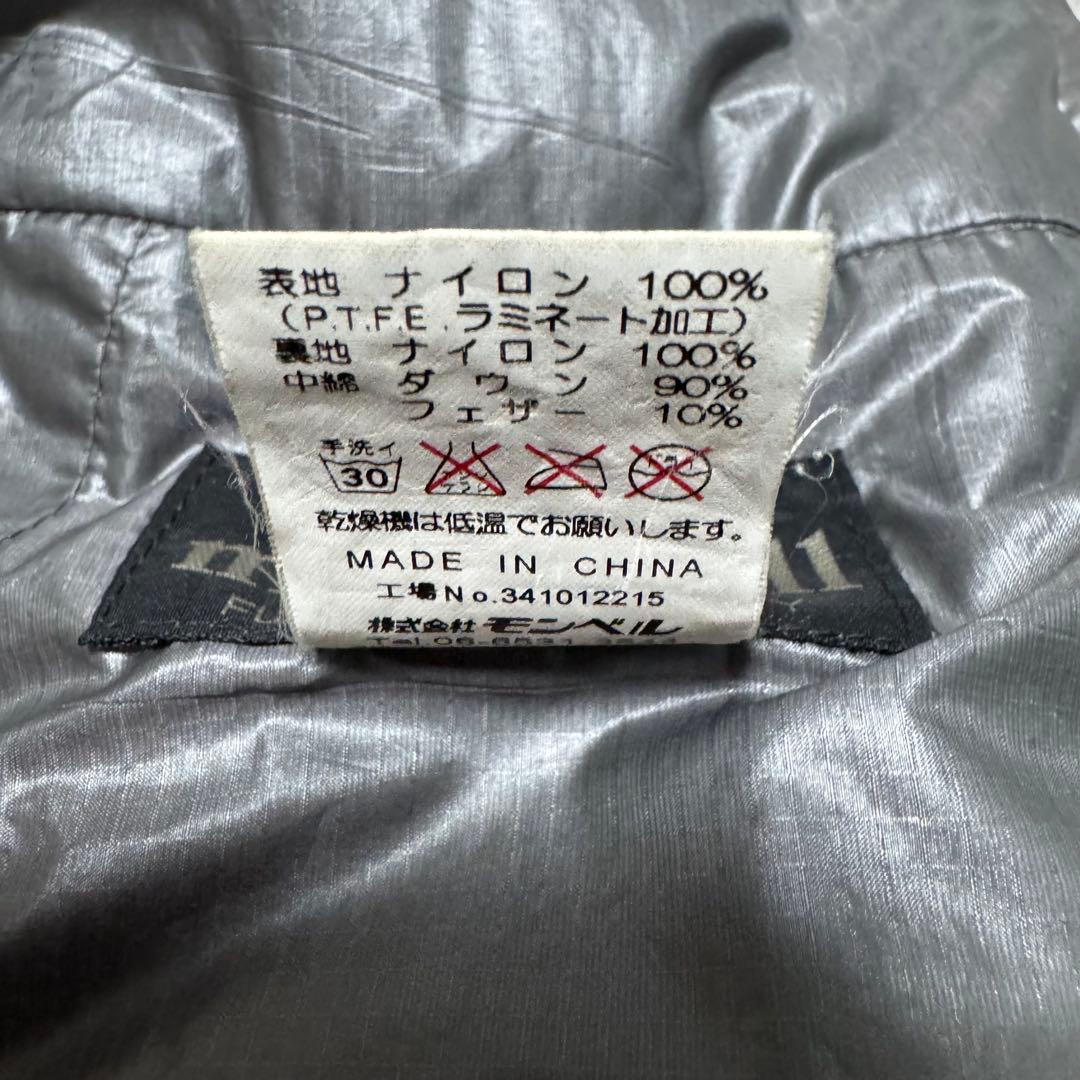 表地 ナイロン 100%
(P.T.F.E.ラミネート加工)
裏地 ナイロン 100%
中綿 ダウン 90%
フェザー 10%
手洗イ
30
乾燥機は低温でお願いします。
MADE IN CHINA
工場No.341012215
株式会社 モンベル
Tel.06-6531